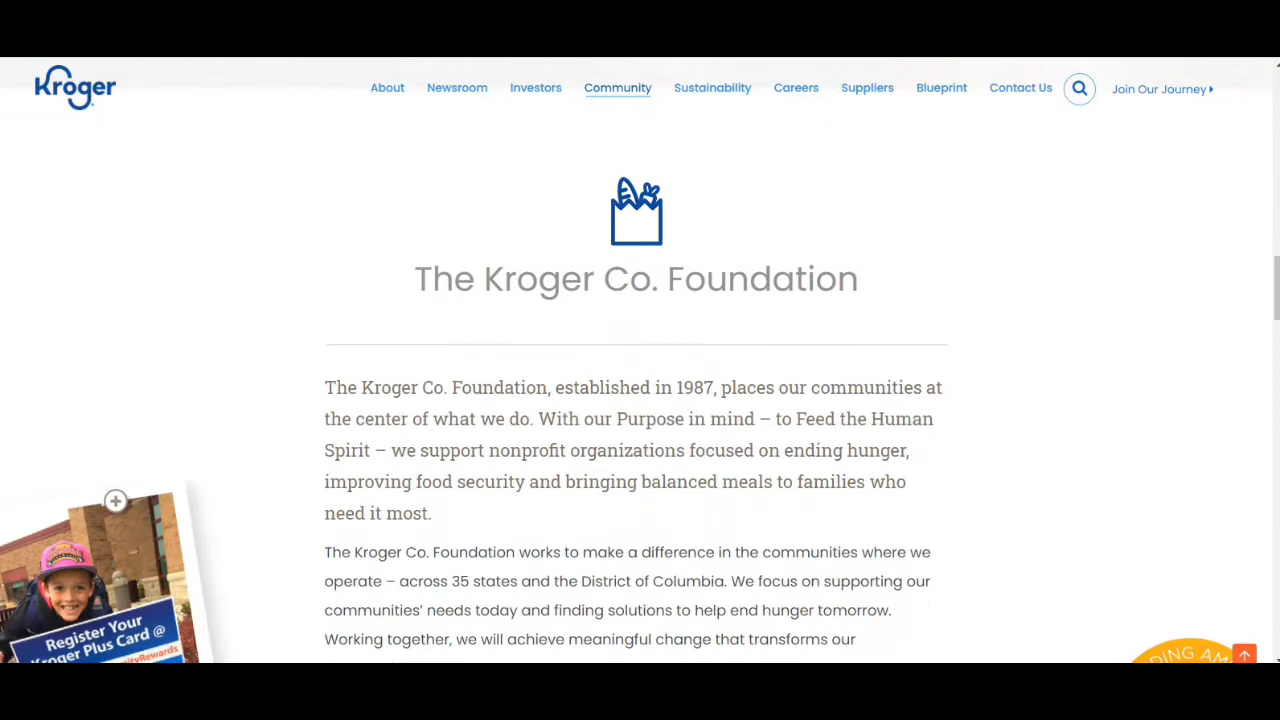 Kroger
About Newsroom Investors Community Sustainability Careers Suppliers Blueprint Contact Us Join Our Journey
The Kroger Co. Foundation
The Kroger Co. Foundation, established in 1987, places our communities at
the center of what we do. With our Purpose in mind – to Feed the Human
Spirit – we support nonprofit organizations focused on ending hunger,
improving food security and bringing balanced meals to families who
need it most.
The Kroger Co. Foundation works to make a difference in the communities where we
operate – across 35 states and the District of Columbia. We focus on supporting our
communities’ needs today and finding solutions to help end hunger tomorrow.
Working together, we will achieve meaningful change that transforms our
Register Your
Kroger Plus Card @